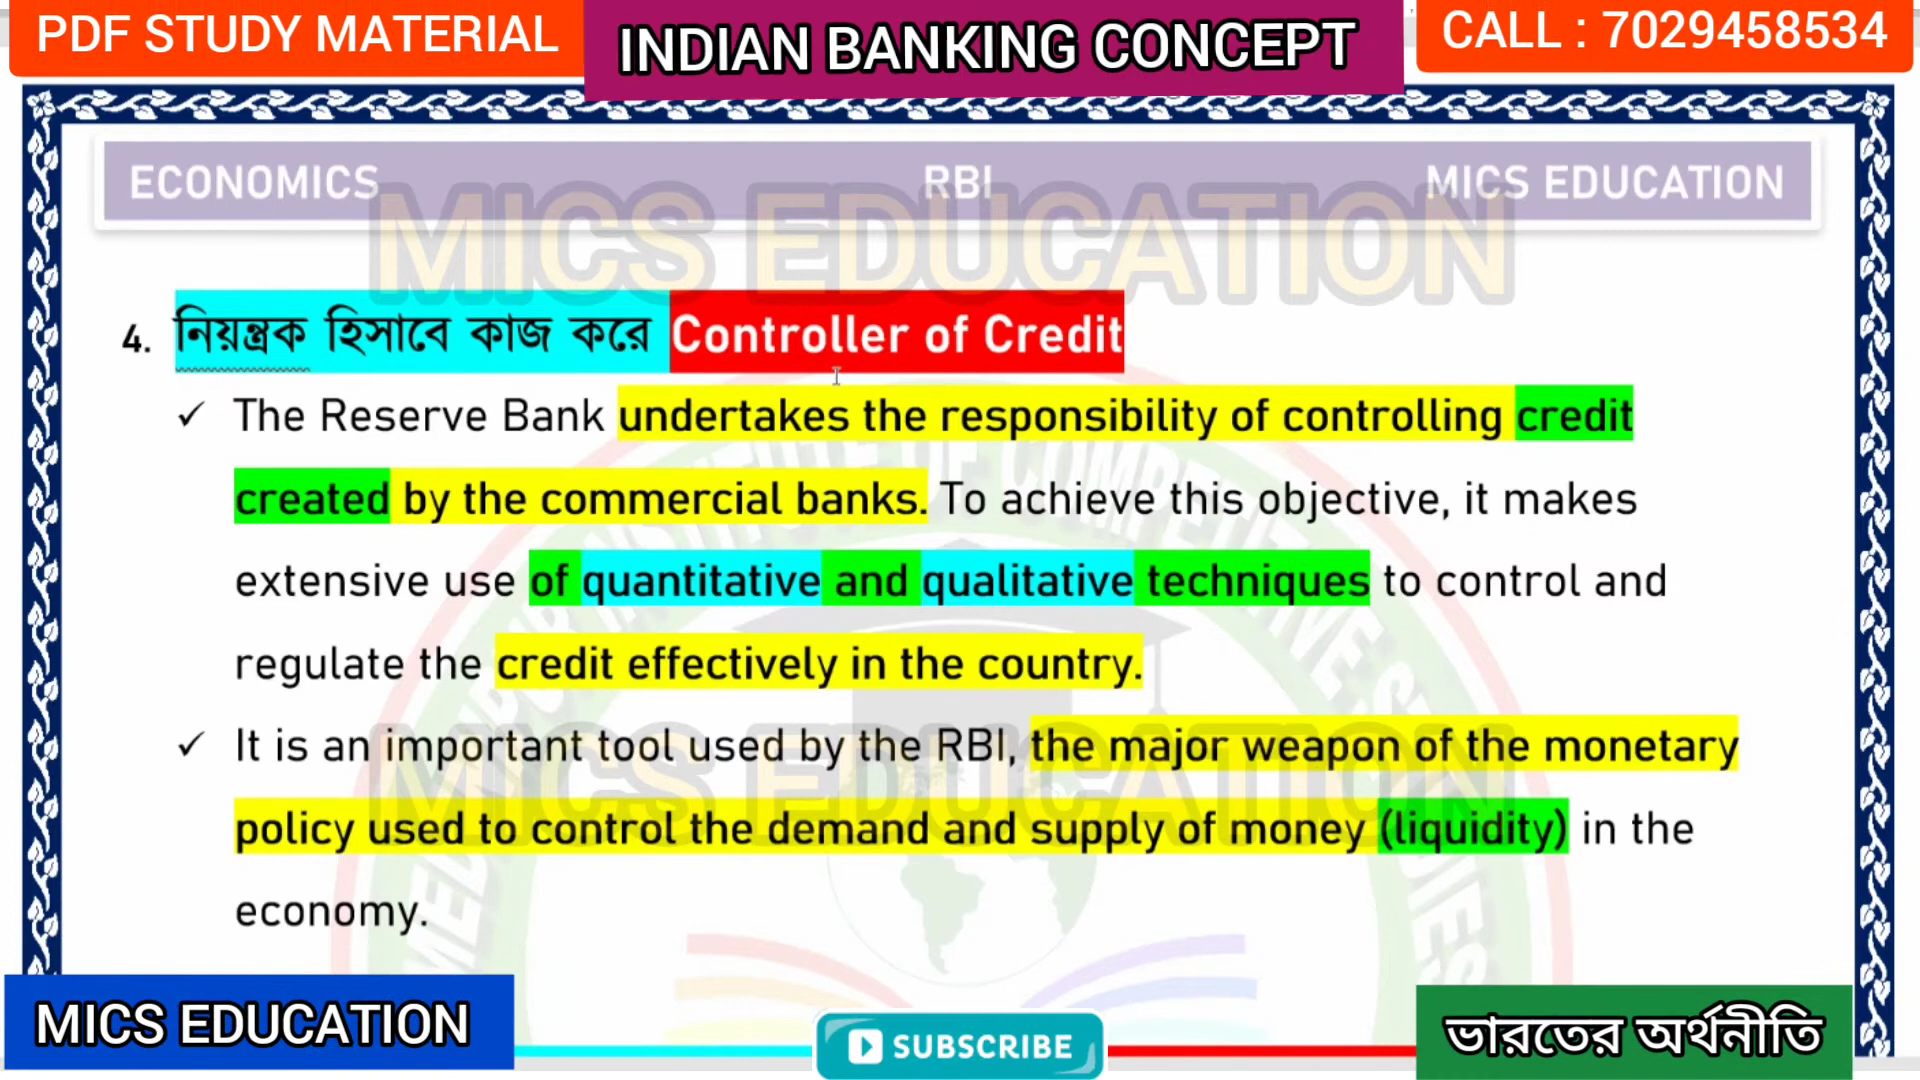 PDF STUDY MATERIAL
INDIAN BANKING CONCEPT
CALL : 7029458534
ECONOMICS RBI MICS EDUCATION
MICS EDUCATION
4. নিয়ন্ত্রক হিসাবে কাজ করে Controller of Credit
✓ The Reserve Bank undertakes the responsibility of controlling credit
created by the commercial banks. To achieve this objective, it makes
extensive use of quantitative and qualitative techniques to control and
regulate the credit effectively in the country.
✓ It is an important tool used by the RBI, the major weapon of the monetary
policy used to control the demand and supply of money (liquidity) in the
economy.
MICS EDUCATION
MICS EDUCATION
SUBSCRIBE
ভারতের অর্থনীতি